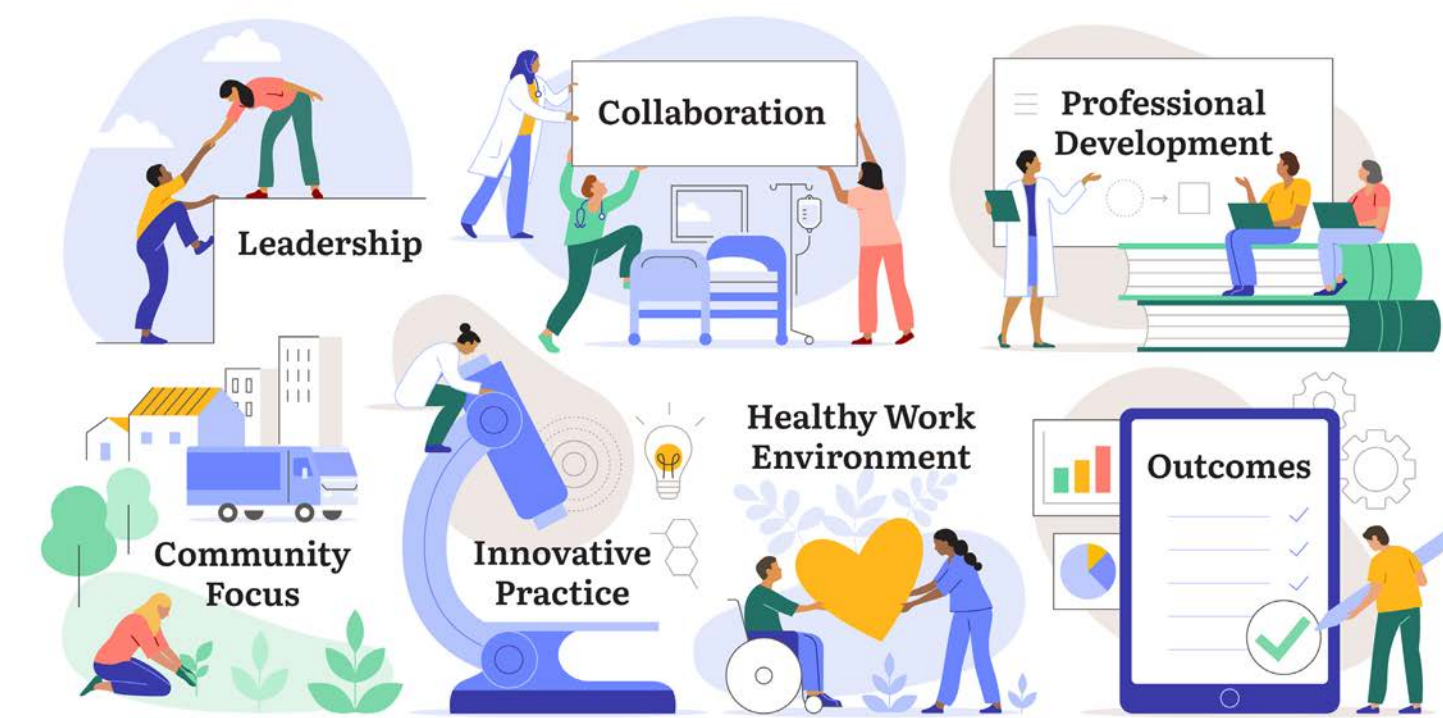 Leadership
Collaboration
Professional
Development
Community
Focus
Innovative
Practice
Healthy Work
Environment
Outcomes